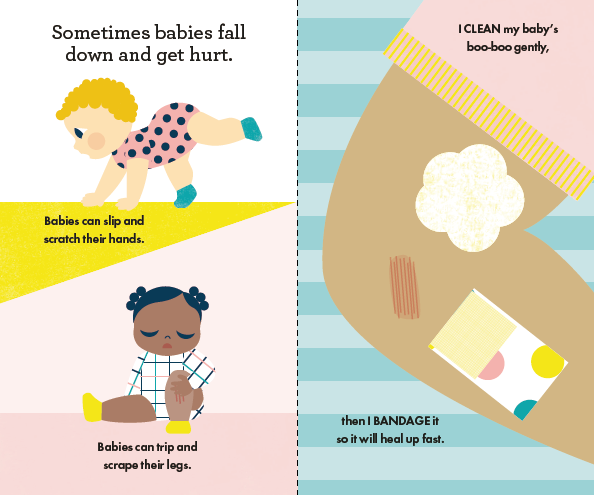 Sometimes babies fall
down and get hurt.
Babies can slip and
scratch their hands.
Babies can trip and
scrape their legs.
I CLEAN my baby's
boo-boo gently,
then I BANDAGE it
so it will heal up fast.